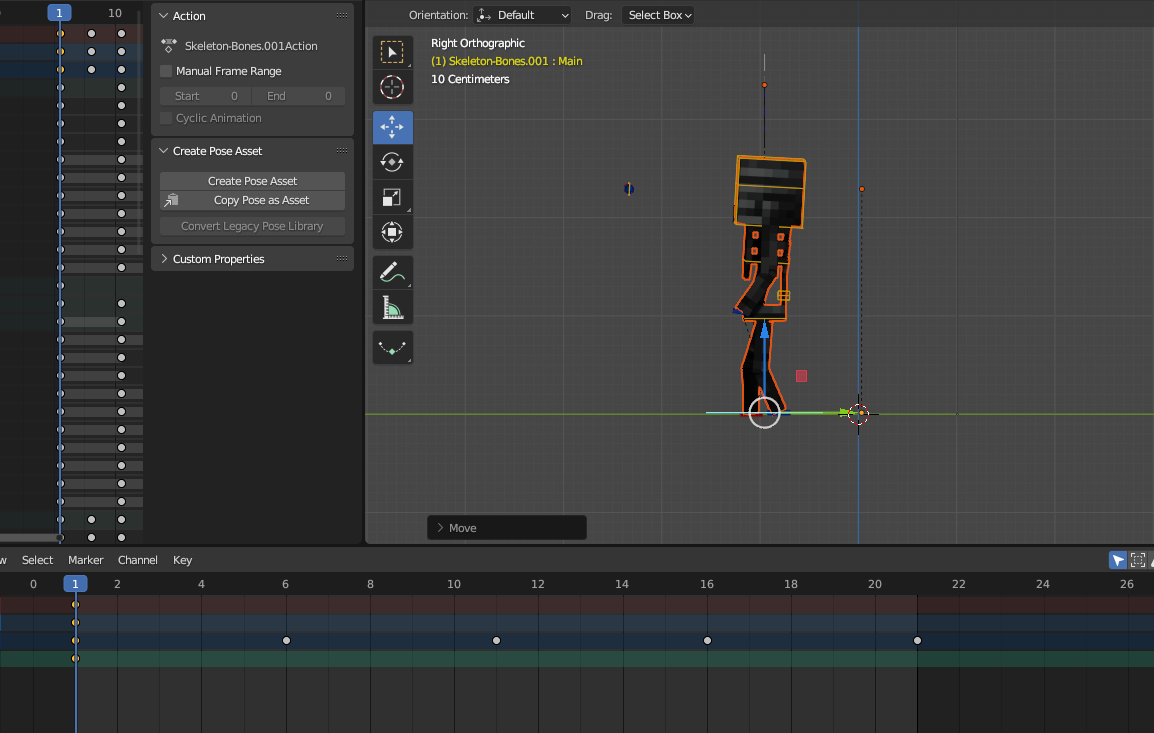 1 10
Action
Skeleton-Bones.001Action
Manual Frame Range
Start 0 End 0
Cyclic Animation
Create Pose Asset
Create Pose Asset
Copy Pose as Asset
Convert Legacy Pose Library
Custom Properties
Orientation: Default Drag: Select Box
Right Orthographic
(1) Skeleton-Bones.001 : Main
10 Centimeters
Move
w Select Marker Channel Key
0 1 2 4 6 8 10 12 14 16 18 20 22 24 26